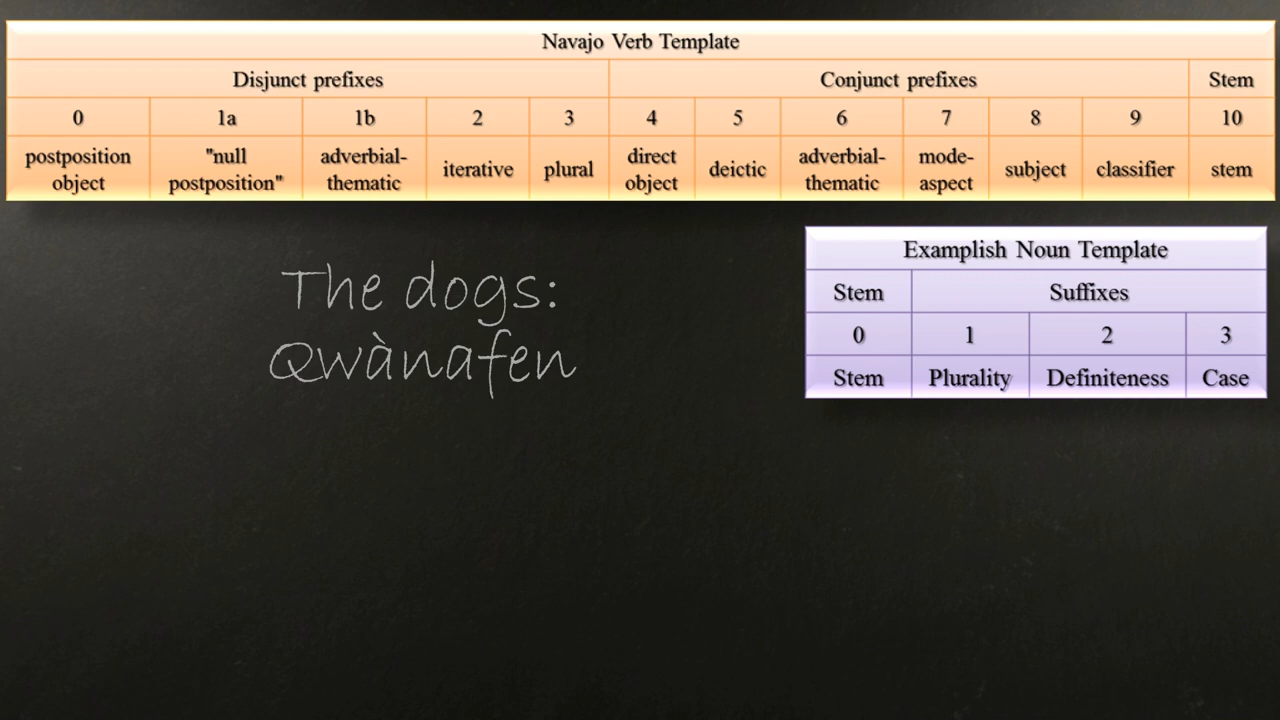 Navajo Verb Template
Disjunct prefixes Conjunct prefixes Stem
0 1a 1b 2 3 4 5 6 7 8 9 10
postposition object "null postposition" adverbial-thematic iterative plural direct object deictic adverbial-thematic mode-aspect subject classifier stem
Examplish Noun Template
Stem Suffixes
0 1 2 3
Stem Plurality Definiteness Case
The dogs:
Qwànafen